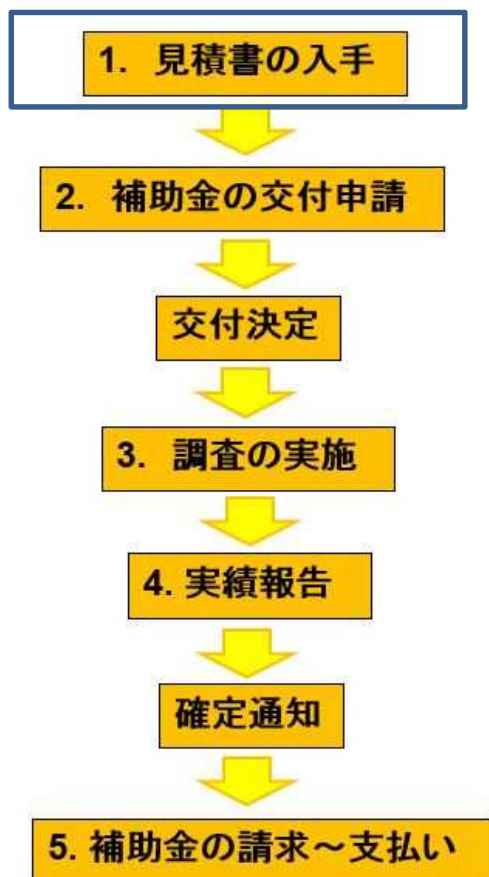 1. 見積書の入手
2. 補助金の交付申請
交付決定
3. 調査の実施
4. 実績報告
確定通知
5. 補助金の請求～支払い